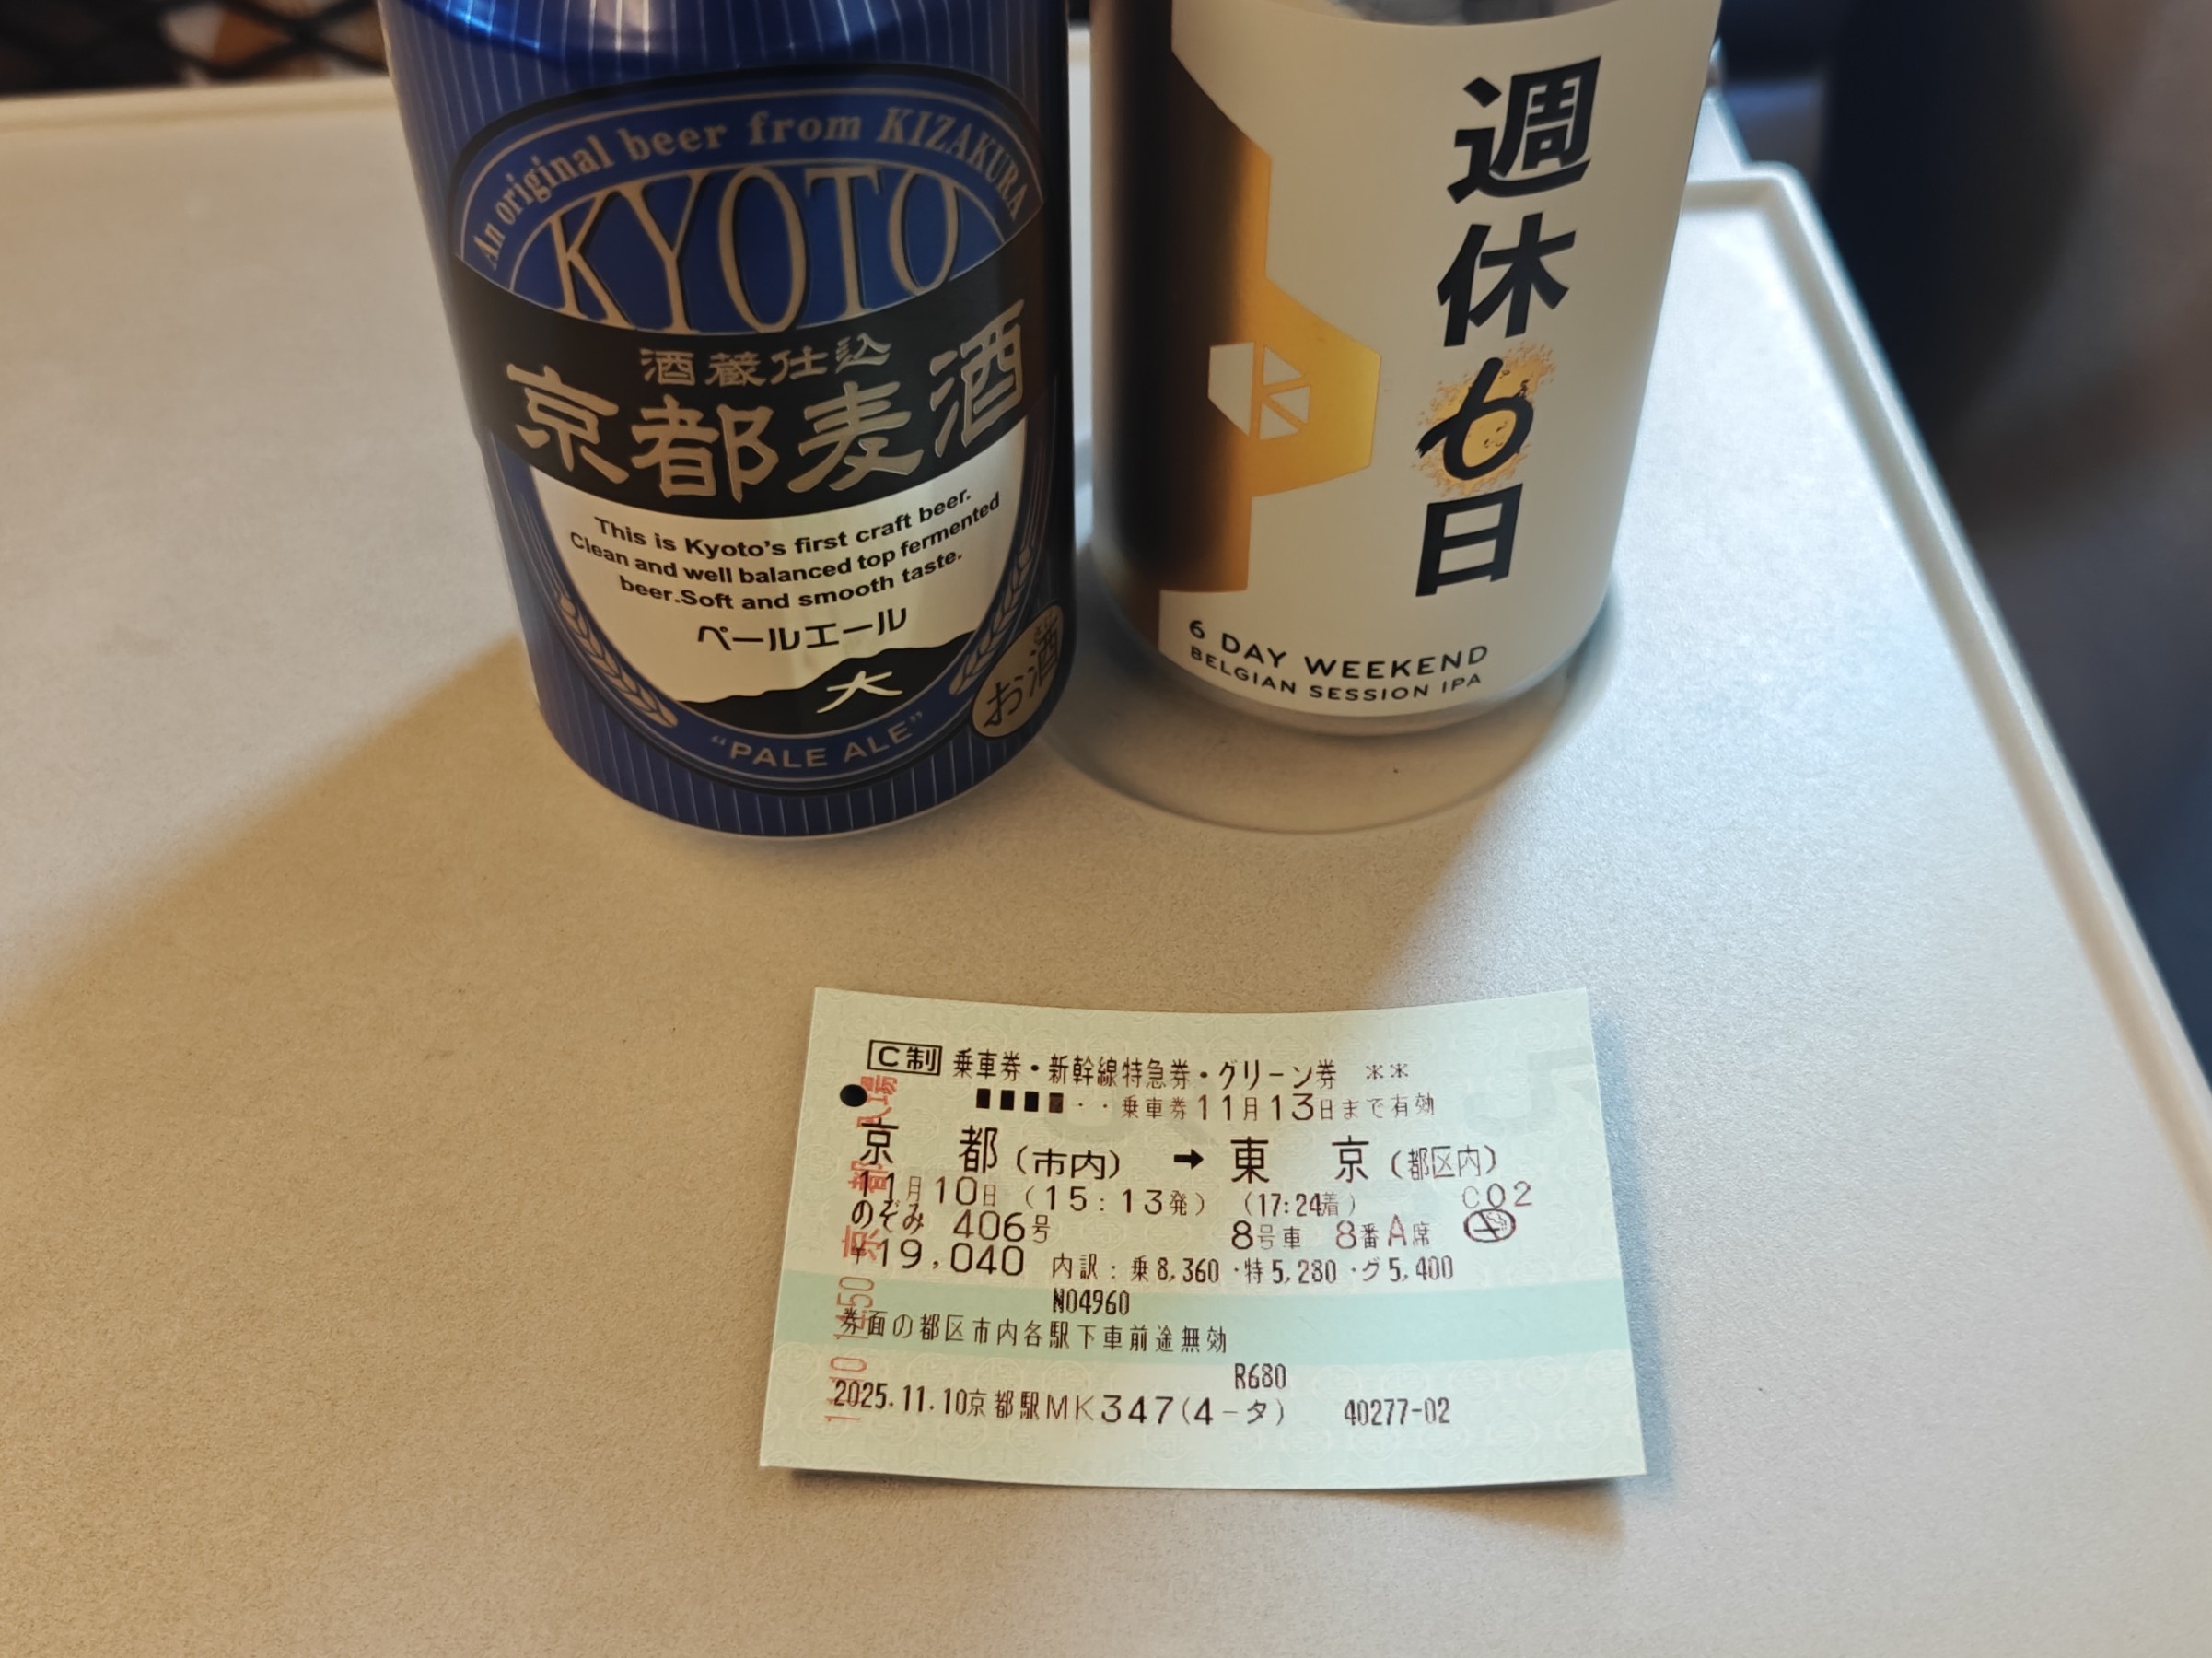 An original beer from KIZAKURA
KYOTO
酒蔵仕込
京都麦酒
This is Kyoto's first craft beer.
Clean and well balanced top fermented
beer.Soft and smooth taste.
ペールエール
大
お酒
"PALE ALE"
週休6日
K
6 DAY WEEKEND
BELGIAN SESSION IPA
C制 乗車券・新幹線特急券・グリーン券 **
■■■■・・乗車券11月13日まで有効
京都(市内) → 東京(都区内)
11月10日(15:13発) (17:24着) C02
のぞみ 406号 8号車 8番A席
¥19,040 内訳:乗8,360・特5,280・グ5,400
N04960
券面の都区市内各駅下車前途無効
R680
2025.11.10京都駅MK347(4-タ) 40277-02
11.10 1450 京都 入場